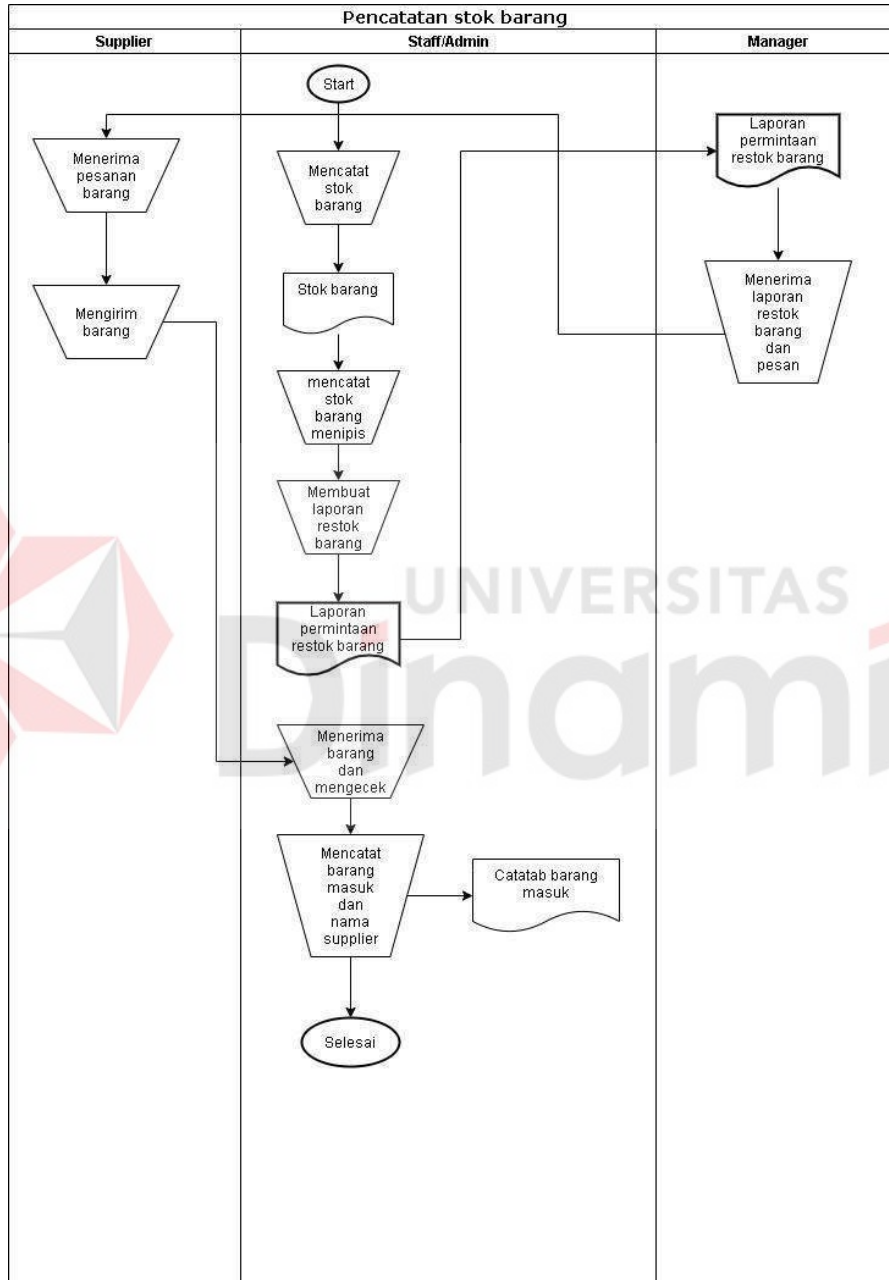 Pencatatan stok barang
Supplier
Staff/Admin
Manager
Start
Menerima
pesanan
barang
Mengirim
barang
Mencatat
stok
barang
Stok barang
mencatat
stok
barang
menipis
Membuat
laporan
restok
barang
Laporan
permintaan
restok barang
Laporan
permintaan
restok barang
Menerima
laporan
restok
barang
dan
pesan
Menerima
barang
dan
mengecek
Mencatat
barang
masuk
dan
nama
supplier
Catatab barang
masuk
Selesai
UNIVERSITAS
Dinami